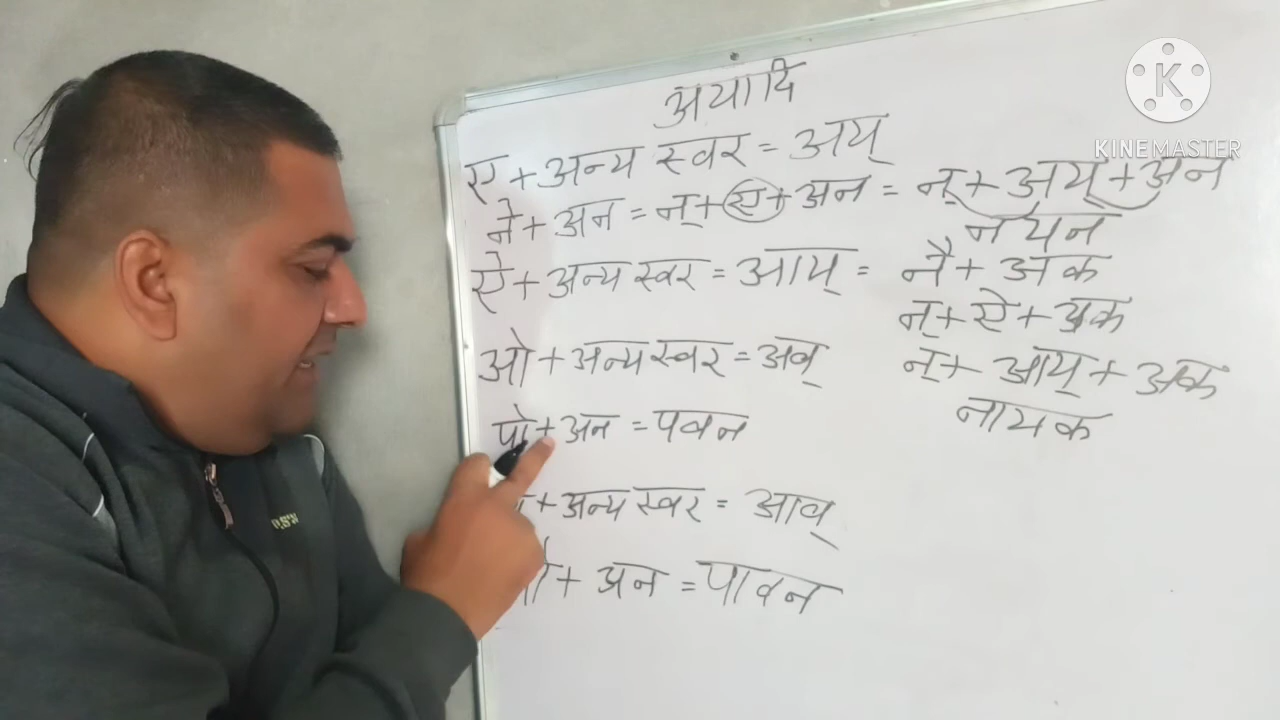 अयादि
ए + अन्य स्वर = अय्
ने + अन = न् + ए + अन = न् + अय् + अन
नयन
ऐ + अन्य स्वर = आय् = नै + अक
न् + ऐ + अक
ओ + अन्य स्वर = अव्
न् + आय् + अक
नायक
पो + अन = पवन
+ अन्य स्वर = आव्
+ अन = पावन
K
KINEMASTER
RSW